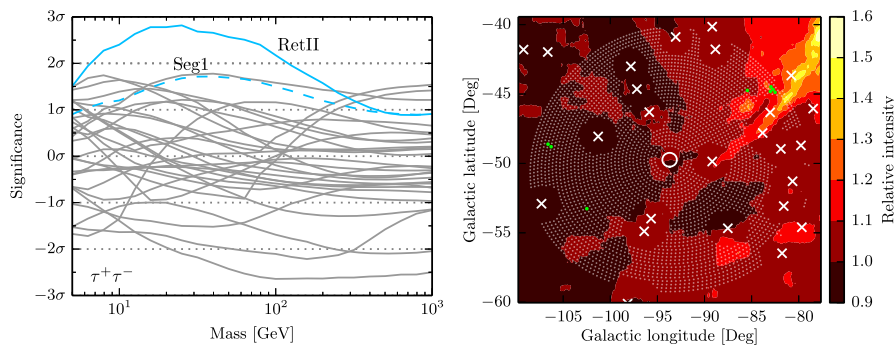 3σ
2σ
1σ
0σ
−1σ
−2σ
−3σ
Significance
RetII
Seg1
τ⁺τ⁻
10¹
10²
10³
Mass [GeV]
−40
−45
−50
−55
−60
Galactic latitude [Deg]
−105
−100
−95
−90
−85
−80
Galactic longitude [Deg]
1.6
1.5
1.4
1.3
1.2
1.1
1.0
0.9
Relative intensity